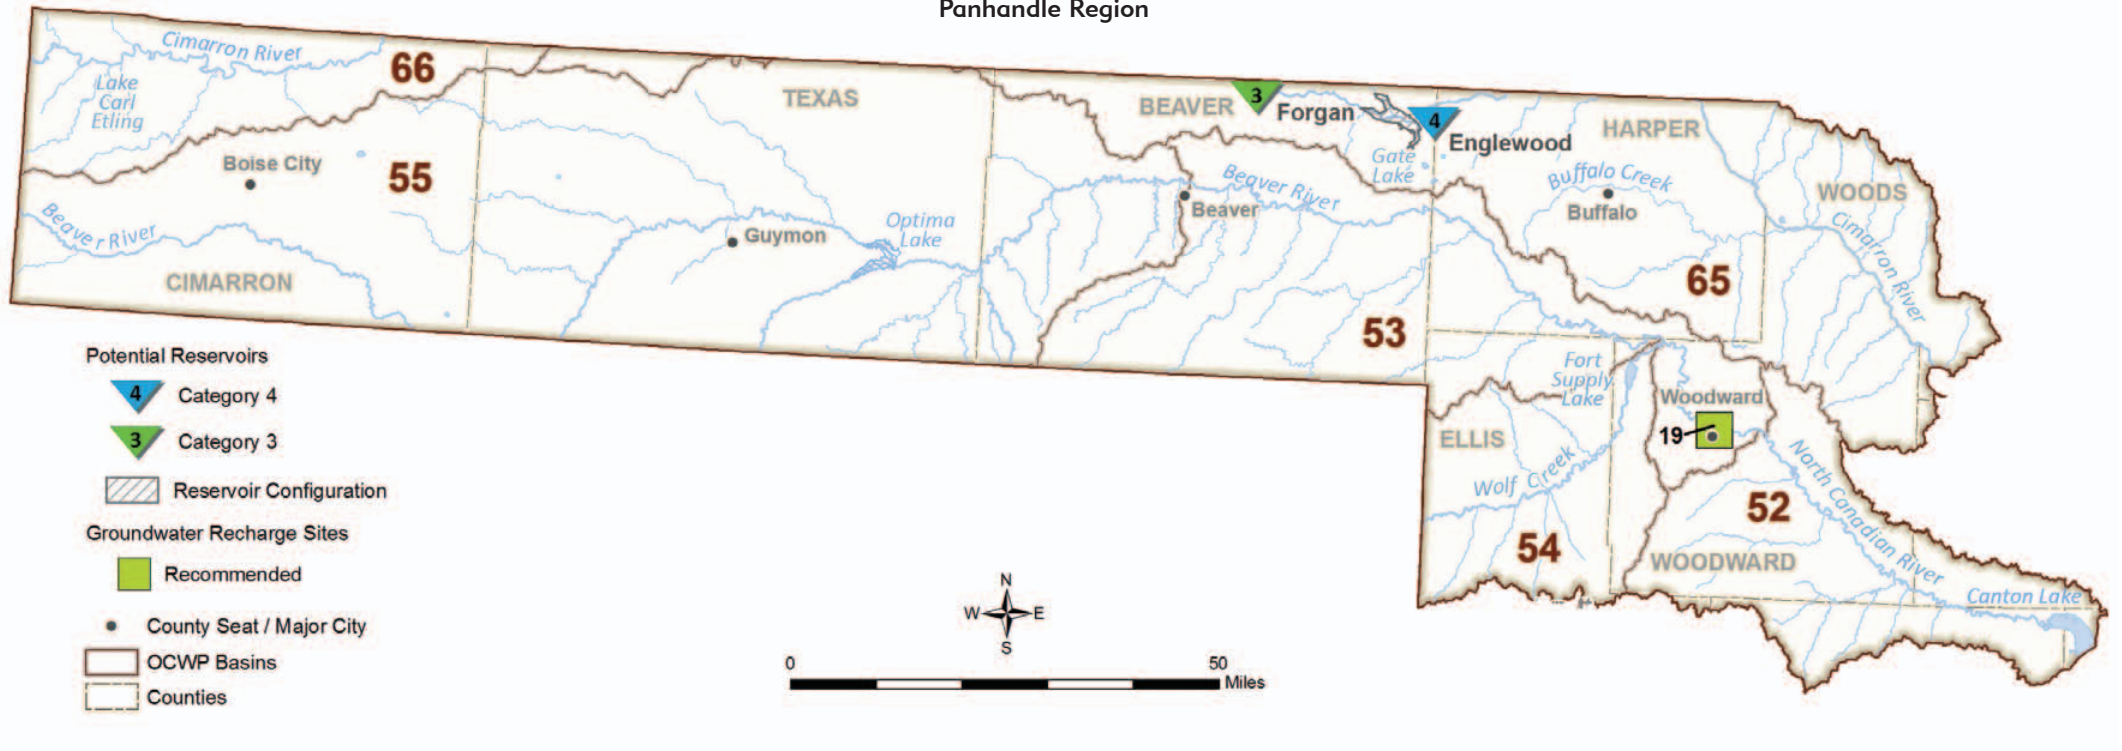 Panhandle Region
Cimarron River
66
Lake
Carl
Etling
TEXAS
BEAVER
3
Forgan
4
Englewood
HARPER
Gate
Lake
Boise City
55
Beaver River
Buffalo Creek
Buffalo
WOODS
Beaver
Beaver River
Guymon
Optima
Lake
Cimarron River
CIMARRON
65
53
Potential Reservoirs
4 Category 4
3 Category 3
Reservoir Configuration
Groundwater Recharge Sites
Recommended
County Seat / Major City
OCWP Basins
Counties
Fort
Supply
Lake
Woodward
19
ELLIS
Wolf Creek
North Canadian River
52
54
WOODWARD
Canton Lake
N
W E
S
0 50
Miles